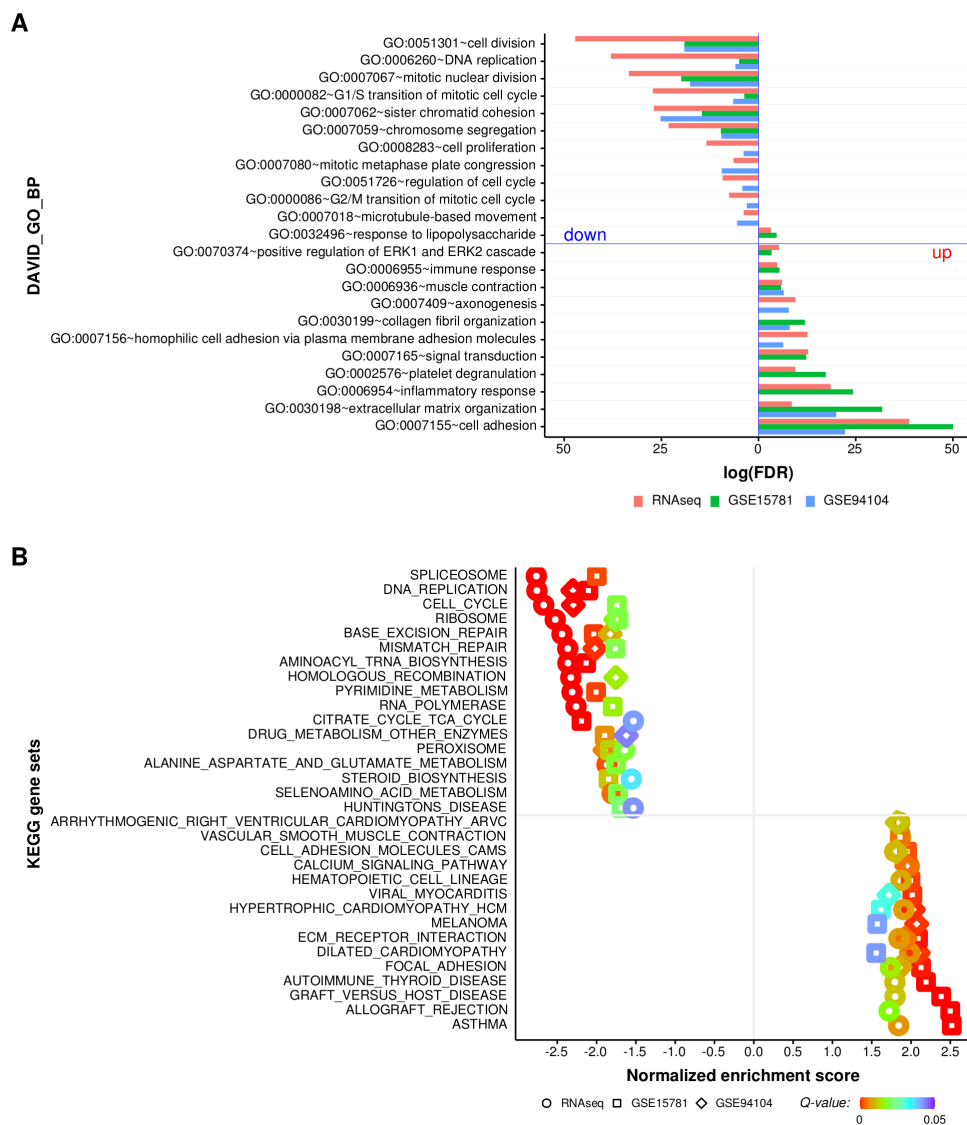 A
DAVID_GO_BP
GO:0051301~cell division
GO:0006260~DNA replication
GO:0007067~mitotic nuclear division
GO:0000082~G1/S transition of mitotic cell cycle
GO:0007062~sister chromatid cohesion
GO:0007059~chromosome segregation
GO:0008283~cell proliferation
GO:0007080~mitotic metaphase plate congression
GO:0051726~regulation of cell cycle
GO:0000086~G2/M transition of mitotic cell cycle
GO:0007018~microtubule-based movement
GO:0032496~response to lipopolysaccharide
GO:0070374~positive regulation of ERK1 and ERK2 cascade
GO:0006955~immune response
GO:0006936~muscle contraction
GO:0007409~axonogenesis
GO:0030199~collagen fibril organization
GO:0007156~homophilic cell adhesion via plasma membrane adhesion molecules
GO:0007165~signal transduction
GO:0002576~platelet degranulation
GO:0006954~inflammatory response
GO:0030198~extracellular matrix organization
GO:0007155~cell adhesion
down
up
50 25 0 25 50
log(FDR)
RNAseq GSE15781 GSE94104
B
KEGG gene sets
SPLICEOSOME
DNA_REPLICATION
CELL_CYCLE
RIBOSOME
BASE_EXCISION_REPAIR
MISMATCH_REPAIR
AMINOACYL_TRNA_BIOSYNTHESIS
HOMOLOGOUS_RECOMBINATION
PYRIMIDINE_METABOLISM
RNA_POLYMERASE
CITRATE_CYCLE_TCA_CYCLE
DRUG_METABOLISM_OTHER_ENZYMES
PEROXISOME
ALANINE_ASPARTATE_AND_GLUTAMATE_METABOLISM
STEROID_BIOSYNTHESIS
SELENOAMINO_ACID_METABOLISM
HUNTINGTONS_DISEASE
ARRHYTHMOGENIC_RIGHT_VENTRICULAR_CARDIOMYOPATHY_ARVC
VASCULAR_SMOOTH_MUSCLE_CONTRACTION
CELL_ADHESION_MOLECULES_CAMS
CALCIUM_SIGNALING_PATHWAY
HEMATOPOIETIC_CELL_LINEAGE
VIRAL_MYOCARDITIS
HYPERTROPHIC_CARDIOMYOPATHY_HCM
MELANOMA
ECM_RECEPTOR_INTERACTION
DILATED_CARDIOMYOPATHY
FOCAL_ADHESION
AUTOIMMUNE_THYROID_DISEASE
GRAFT_VERSUS_HOST_DISEASE
ALLOGRAFT_REJECTION
ASTHMA
-2.5 -2.0 -1.5 -1.0 -0.5 0.0 0.5 1.0 1.5 2.0 2.5
Normalized enrichment score
RNAseq GSE15781 GSE94104 Q-value:
0 0.05